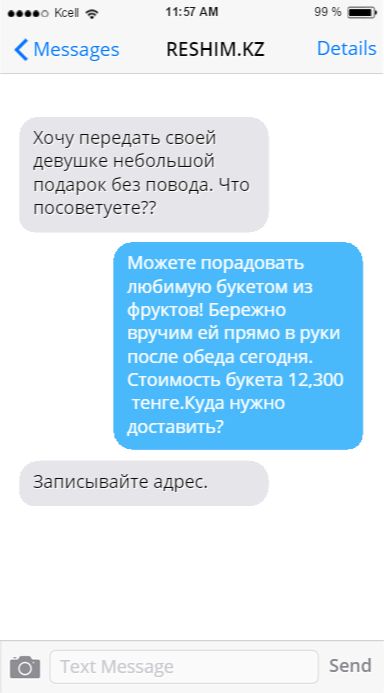 Kcell 11:57 AM 99 %
Messages RESHIM.KZ Details
Хочу передать своей
девушке небольшой
подарок без повода. Что
посоветуете??
Можете порадовать
любимую букетом из
фруктов! Бережно
вручим ей прямо в руки
после обеда сегодня.
Стоимость букета 12,300
тенге.Куда нужно
доставить?
Записывайте адрес.
Text Message Send